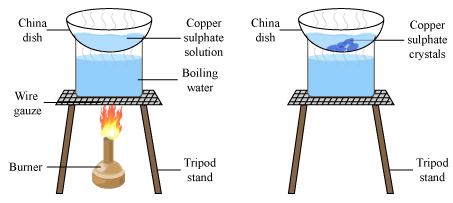 China
dish
Copper
sulphate
solution
Boiling
water
Wire
gauze
Burner
Tripod
stand
China
dish
Copper
sulphate
crystals
Tripod
stand